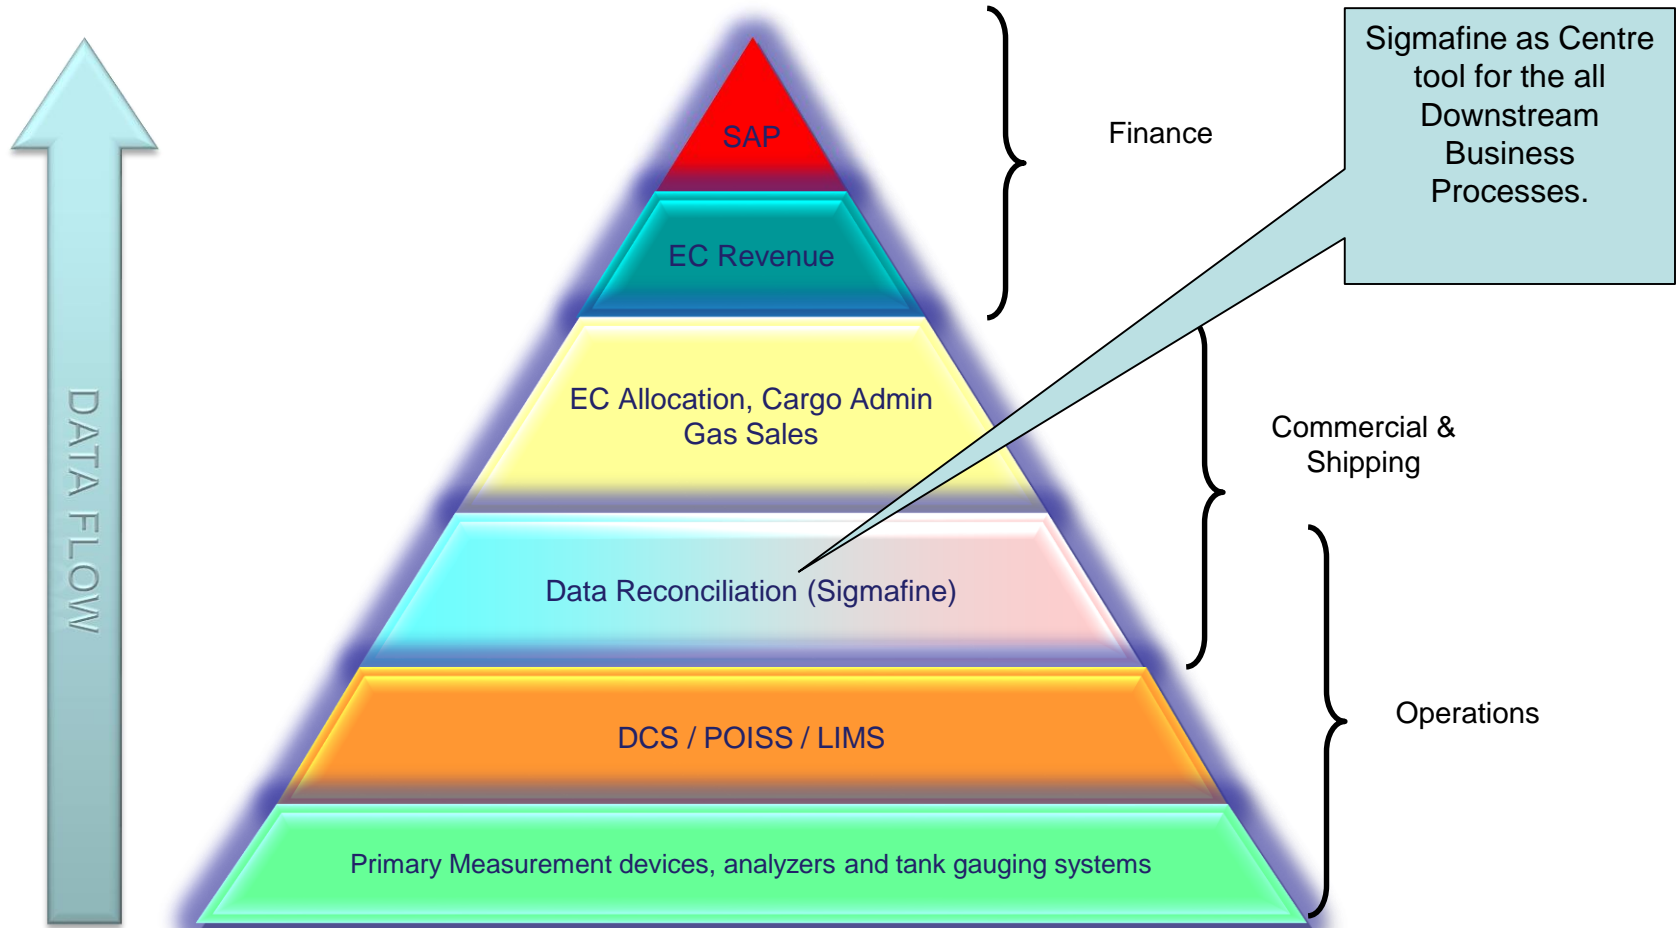 Sigmafine as Centre
tool for the all
Downstream
Business
Processes.
SAP
Finance
EC Revenue
EC Allocation, Cargo Admin
Gas Sales
Commercial &
Shipping
Data Reconciliation (Sigmafine)
DCS / POISS / LIMS
Operations
Primary Measurement devices, analyzers and tank gauging systems
DATA FLOW